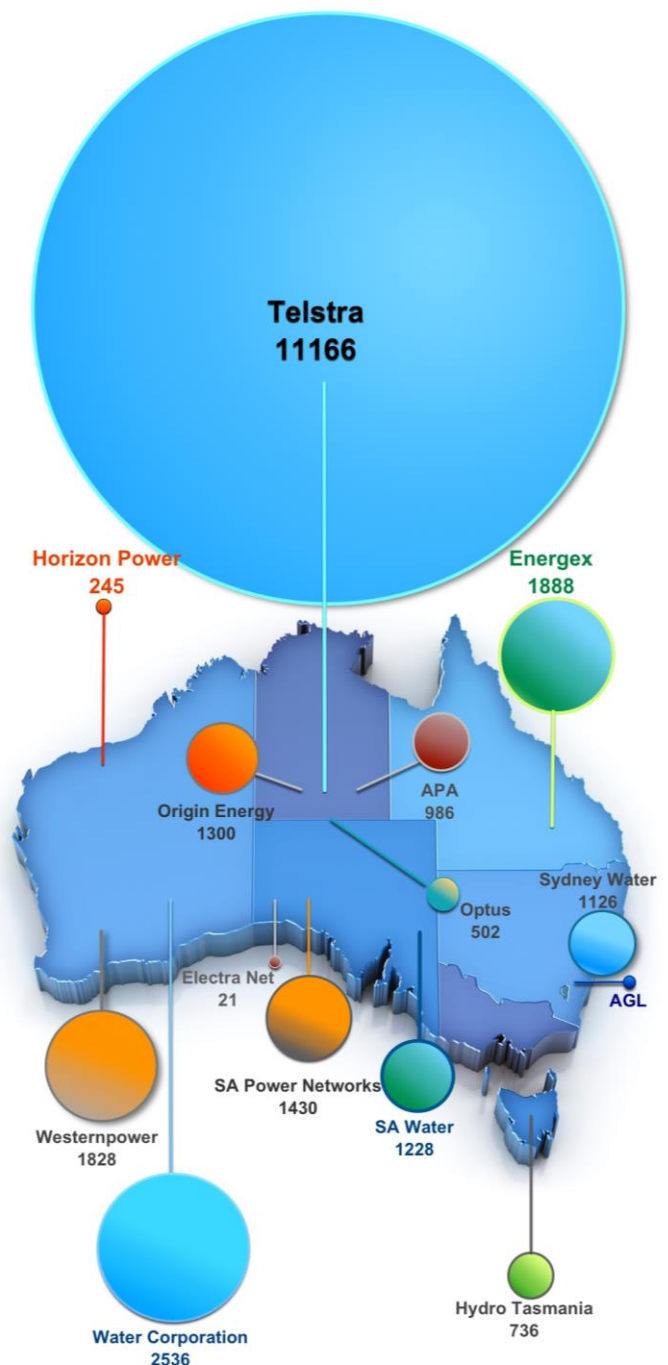 Telstra
11166
Horizon Power
245
Energex
1888
Origin Energy
1300
APA
986
Sydney Water
1126
Optus
502
Electra Net
21
AGL
SA Power Networks
1430
SA Water
1228
Westernpower
1828
Hydro Tasmania
736
Water Corporation
2536